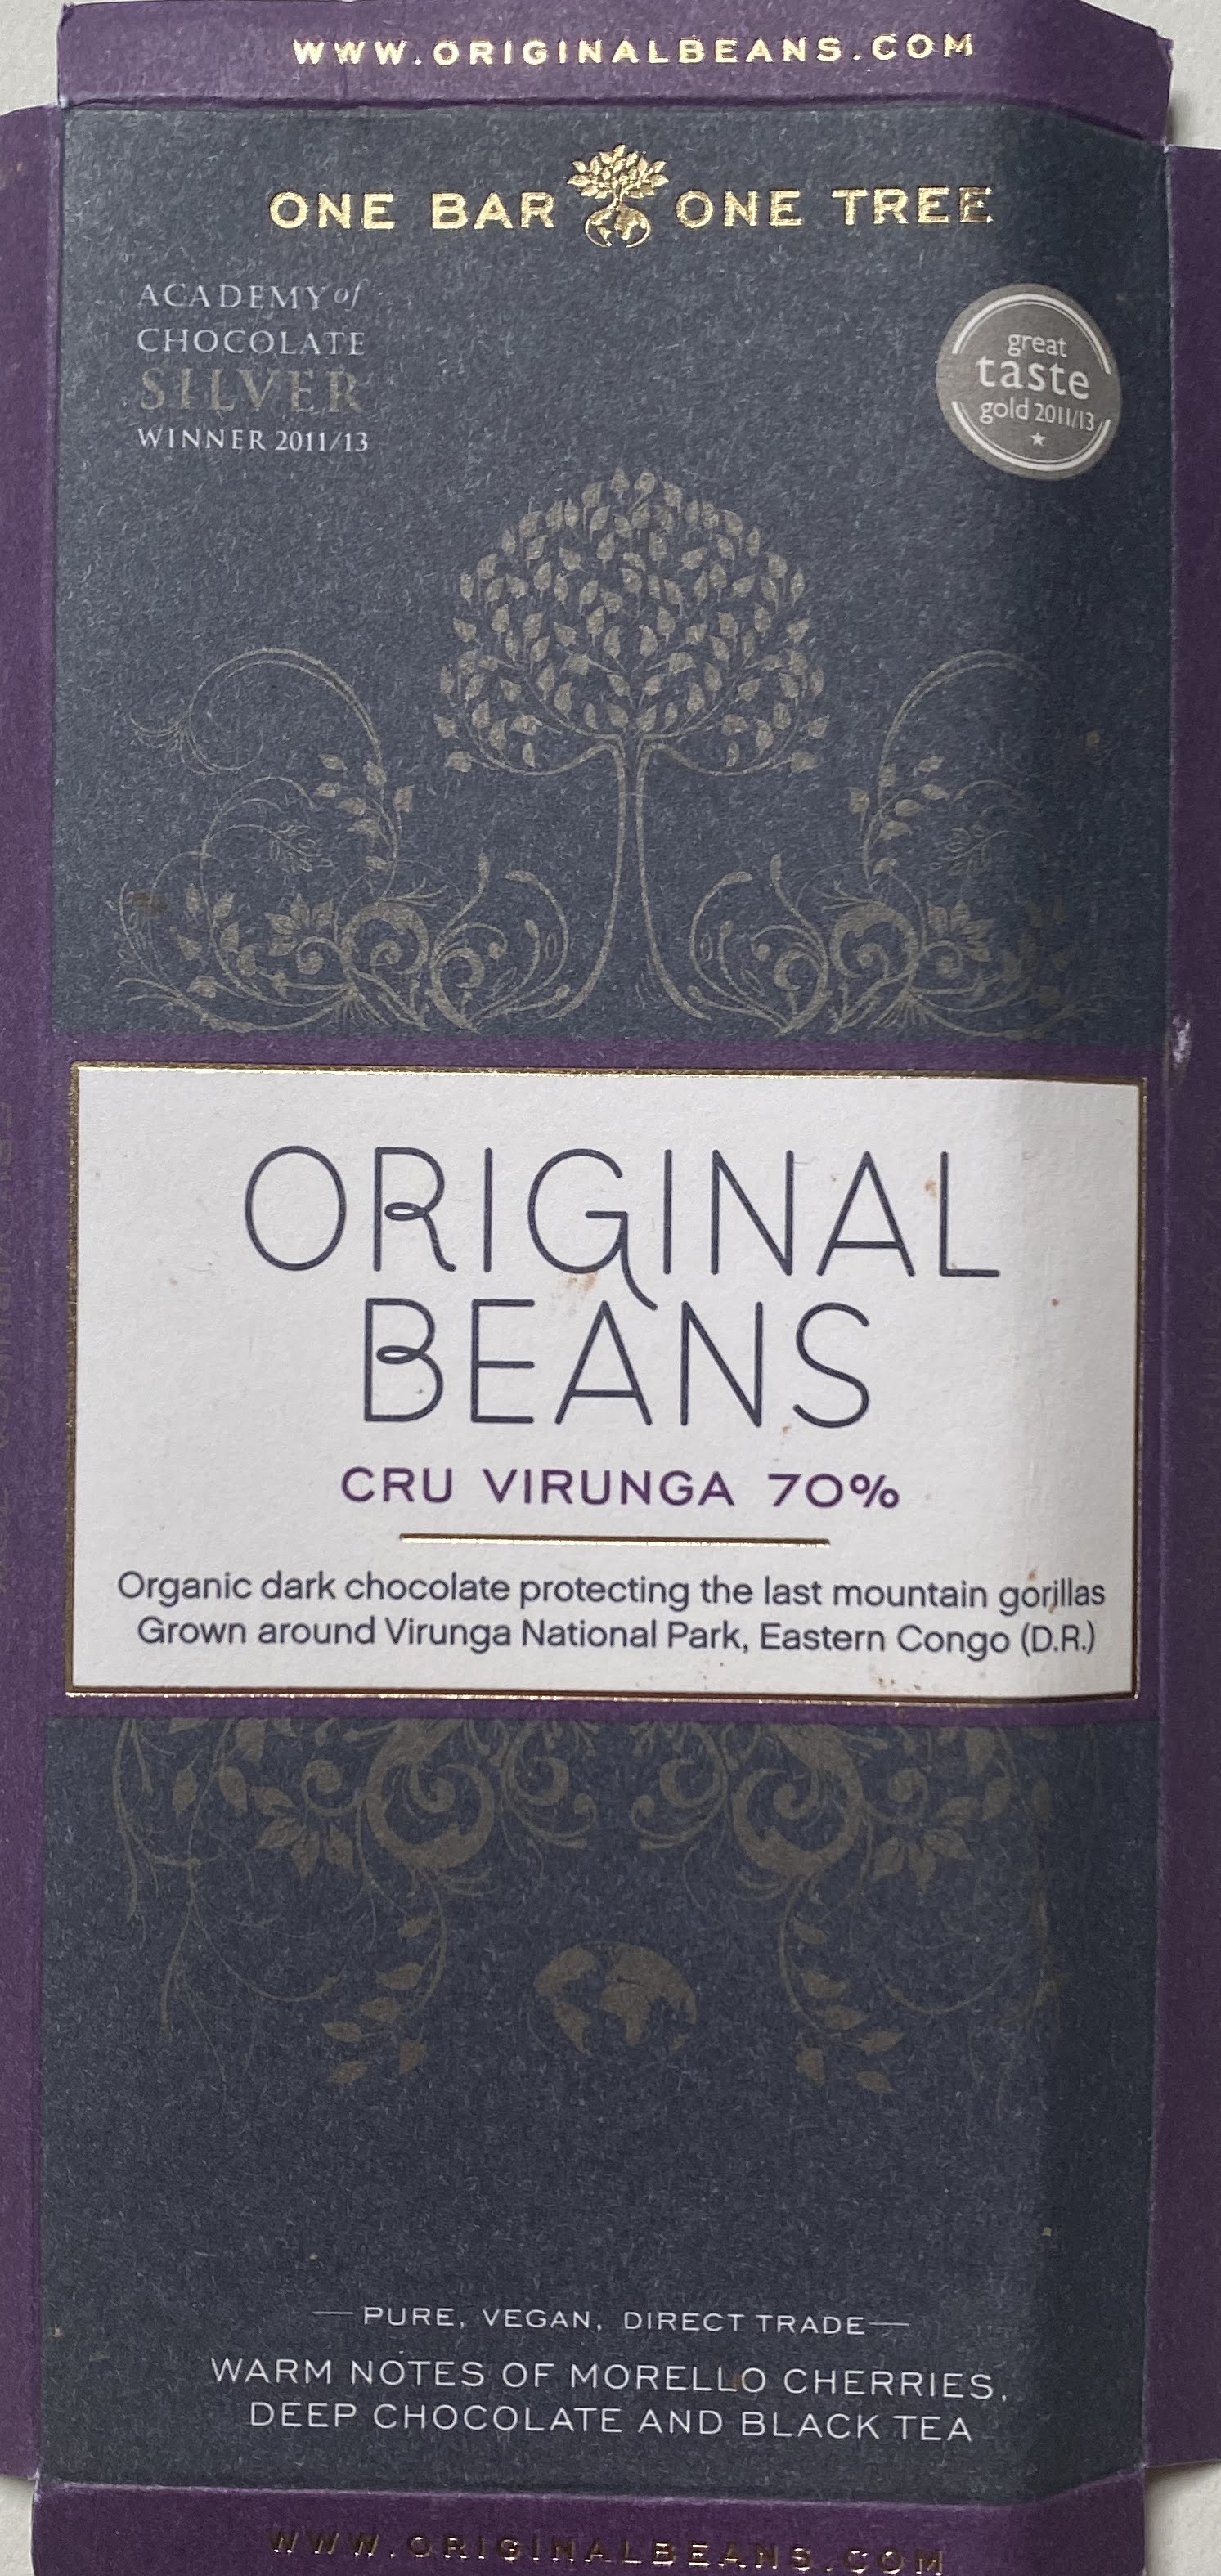 WWW.ORIGINALBEANS.COM
ONE BAR ONE TREE
ACADEMY of
CHOCOLATE
SILVER
WINNER 2011/13
great
taste
gold 2011/13
ORIGINAL
BEANS
CRU VIRUNGA 70%
Organic dark chocolate protecting the last mountain gorillas
Grown around Virunga National Park, Eastern Congo (D.R.)
PURE, VEGAN, DIRECT TRADE
WARM NOTES OF MORELLO CHERRIES,
DEEP CHOCOLATE AND BLACK TEA
WWW.ORIGINALBEANS.COM